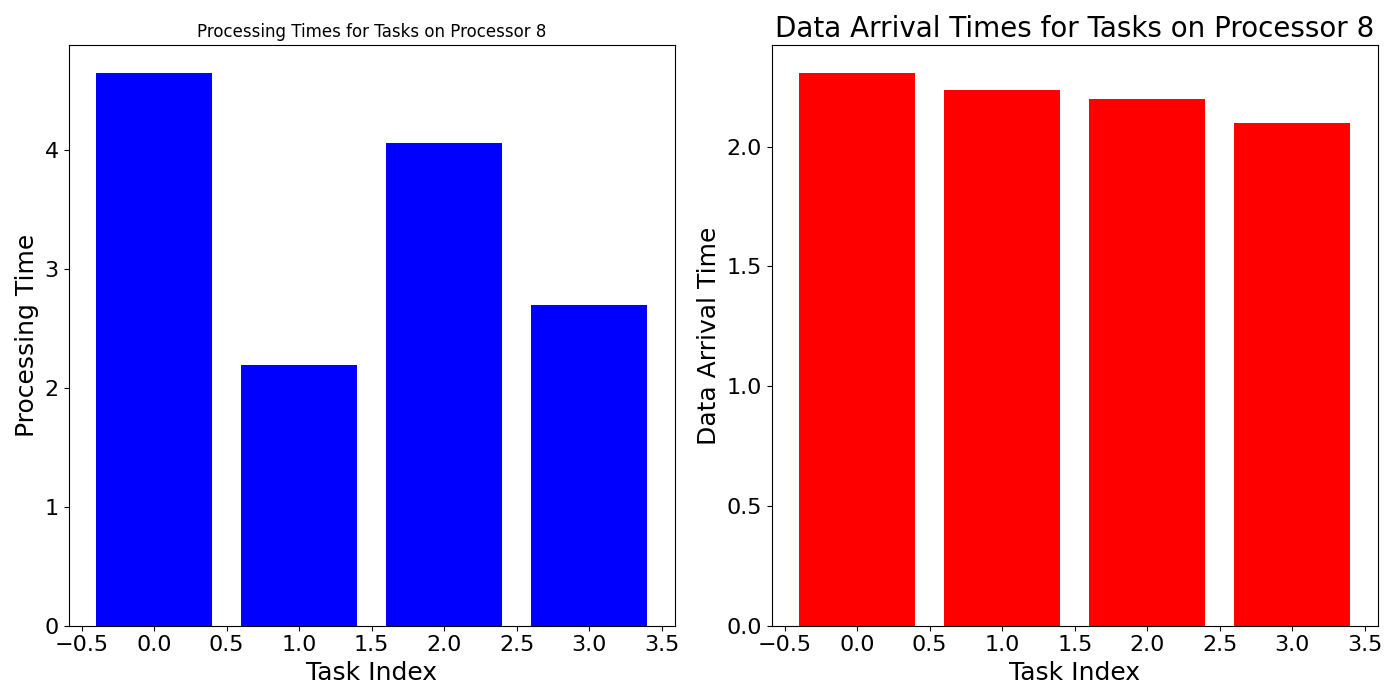 Processing Times for Tasks on Processor 8
Processing Time
4
3
2
1
0
−0.5 0.0 0.5 1.0 1.5 2.0 2.5 3.0 3.5
Task Index
Data Arrival Times for Tasks on Processor 8
Data Arrival Time
2.0
1.5
1.0
0.5
0.0
−0.5 0.0 0.5 1.0 1.5 2.0 2.5 3.0 3.5
Task Index